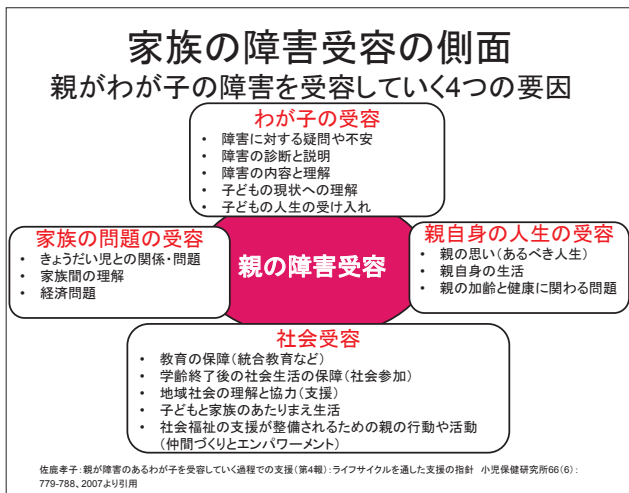 家族の障害受容の側面
親がわが子の障害を受容していく4つの要因
わが子の受容
• 障害に対する疑問や不安
• 障害の診断と説明
• 障害の内容と理解
• 子どもの現状への理解
• 子どもの人生の受け入れ
家族の問題の受容
• きょうだい児との関係・問題
• 家族間の理解
• 経済問題
親の障害受容
親自身の人生の受容
• 親の思い(あるべき人生)
• 親自身の生活
• 親の加齢と健康に関わる問題
社会受容
• 教育の保障(統合教育など)
• 学齢終了後の社会生活の保障(社会参加)
• 地域社会の理解と協力(支援)
• 子どもと家族のあたりまえ生活
• 社会福祉の支援が整備されるための親の行動や活動
(仲間づくりとエンパワーメント)
佐鹿孝子:親が障害のあるわが子を受容していく過程での支援(第4報):ライフサイクルを通した支援の指針 小児保健研究所66(6):
779-788、2007より引用